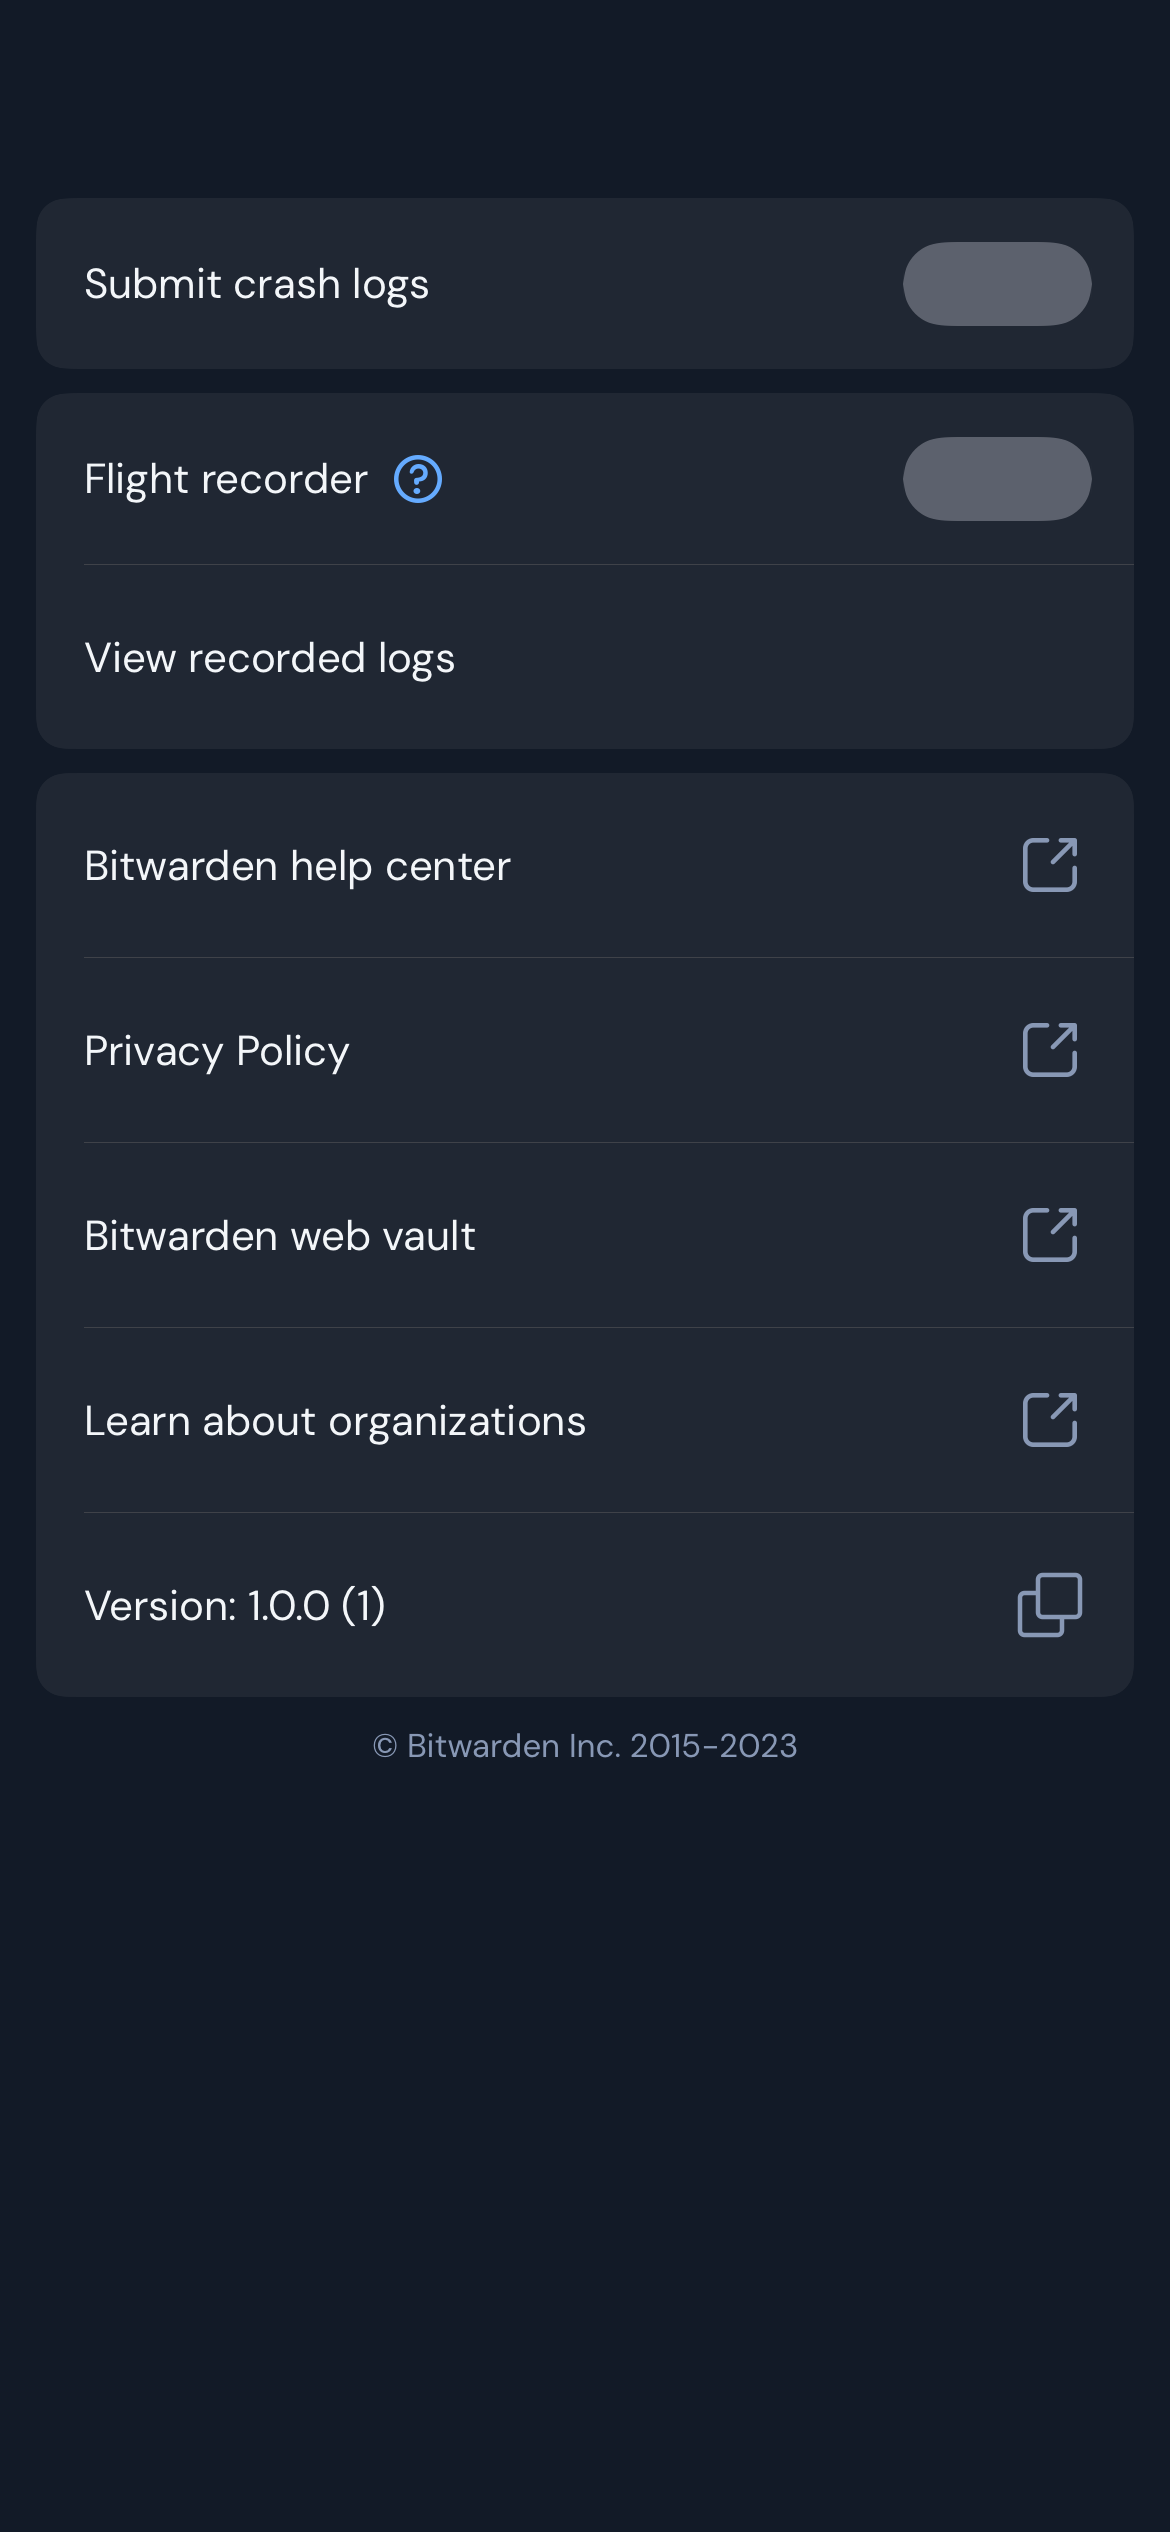 Submit crash logs
Flight recorder
View recorded logs
Bitwarden help center
Privacy Policy
Bitwarden web vault
Learn about organizations
Version: 1.0.0 (1)
© Bitwarden Inc. 2015-2023